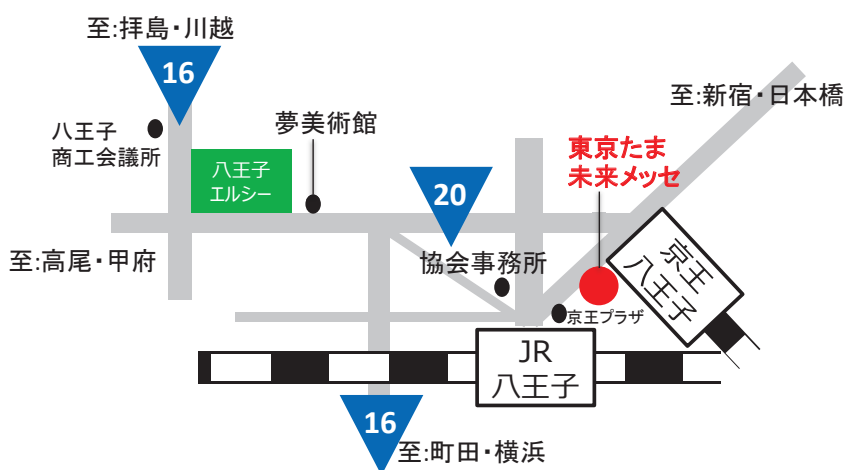 至:拝島・川越
16
至:新宿・日本橋
八王子
商工会議所
夢美術館
八王子
エルシー
東京たま
未来メッセ
20
至:高尾・甲府
協会事務所
京王
八王子
京王プラザ
JR
八王子
16
至:町田・横浜